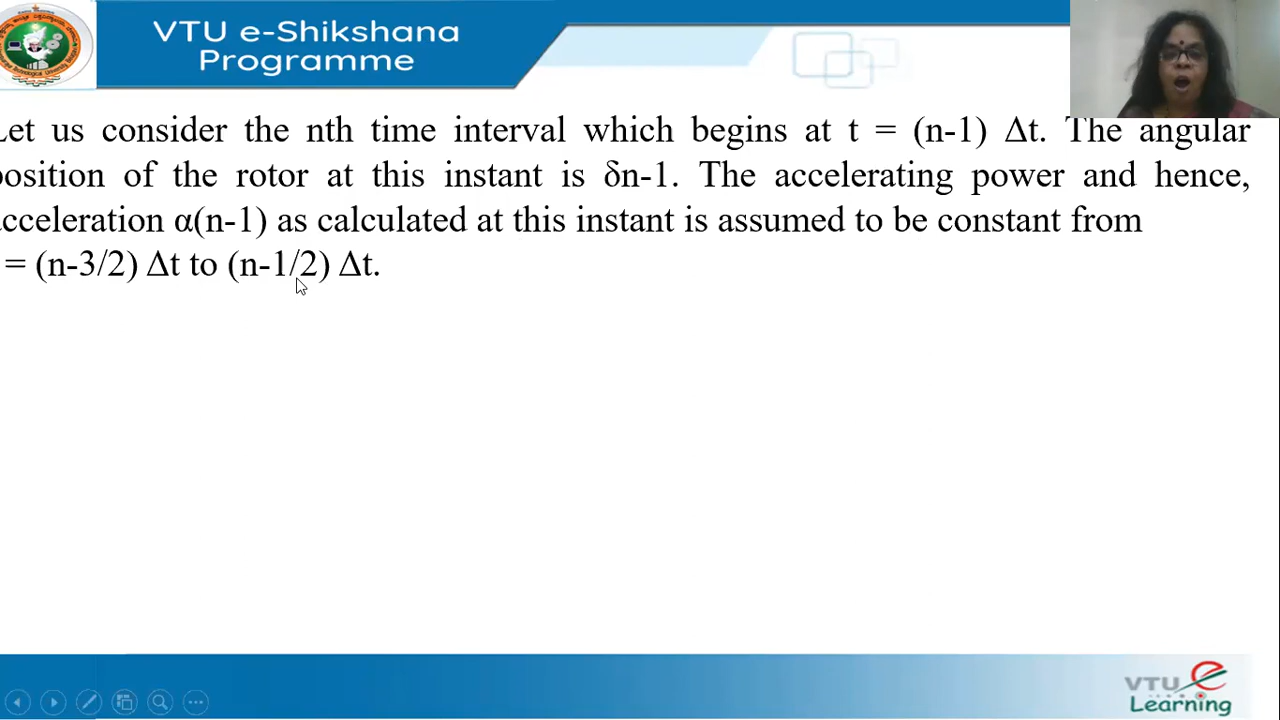 VTU e-Shikshana
Programme
Let us consider the nth time interval which begins at t = (n-1) Δt. The angular
position of the rotor at this instant is δn-1. The accelerating power and hence,
acceleration α(n-1) as calculated at this instant is assumed to be constant from
= (n-3/2) Δt to (n-1/2) Δt.
VTU e
Learning